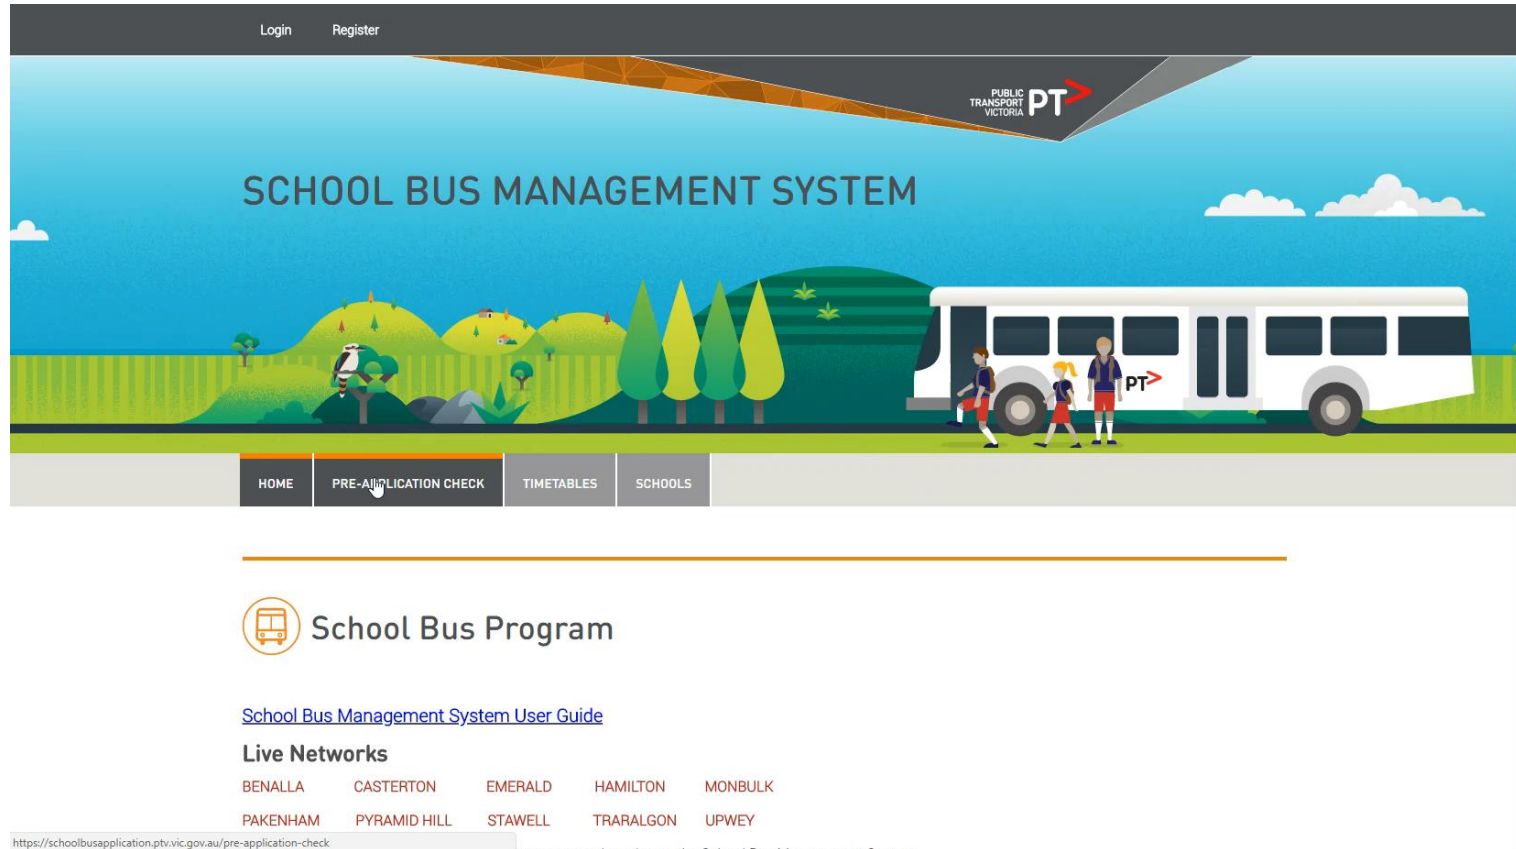 Login Register
PUBLIC
TRANSPORT
VICTORIA
PT>
SCHOOL BUS MANAGEMENT SYSTEM
PT>
HOME PRE-APPLICATION CHECK TIMETABLES SCHOOLS
School Bus Program
School Bus Management System User Guide
Live Networks
BENALLA CASTERTON EMERALD HAMILTON MONBULK
PAKENHAM PYRAMID HILL STAWELL TRARALGON UPWEY
https://schoolbusapplication.ptv.vic.gov.au/pre-application-check